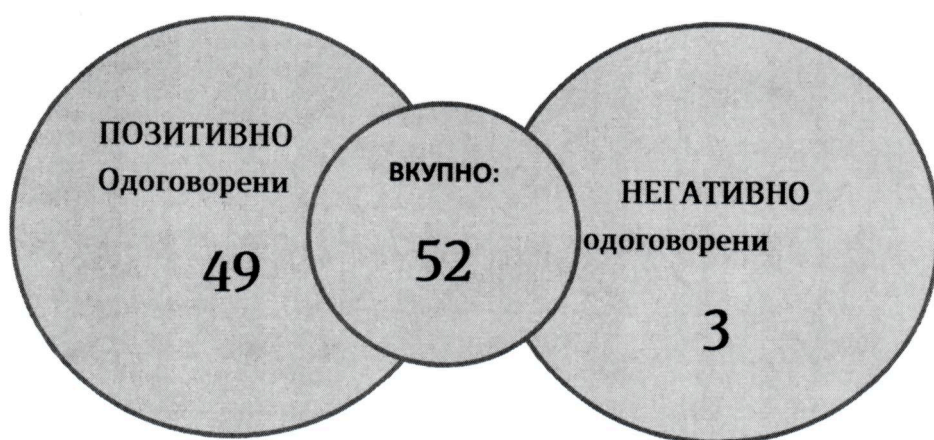 ПОЗИТИВНО
Одоговорени
49
ВКУПНО:
52
НЕГАТИВНО
одоговорени
3